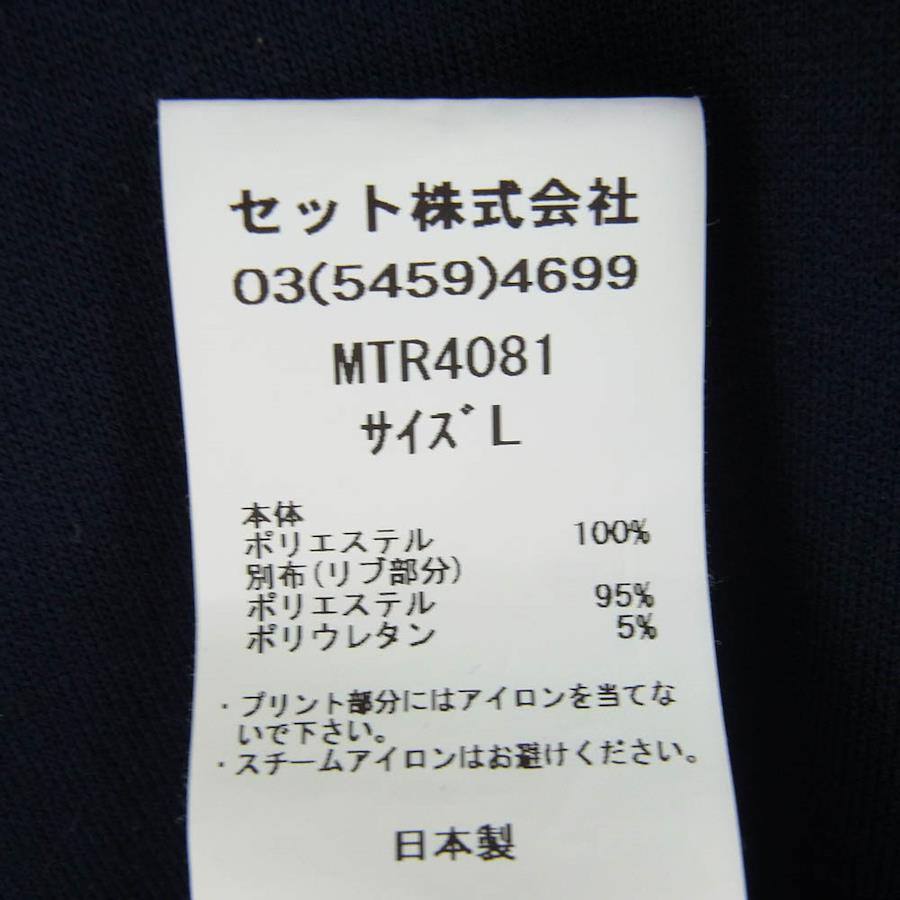 セット株式会社
03(5459)4699
MTR4081
サイズ L
本体
ポリエステル 100%
別布(リブ部分)
ポリエステル 95%
ポリウレタン 5%
・プリント部分にはアイロンを当てな
いで下さい。
・スチームアイロンはお避けください。
日本製